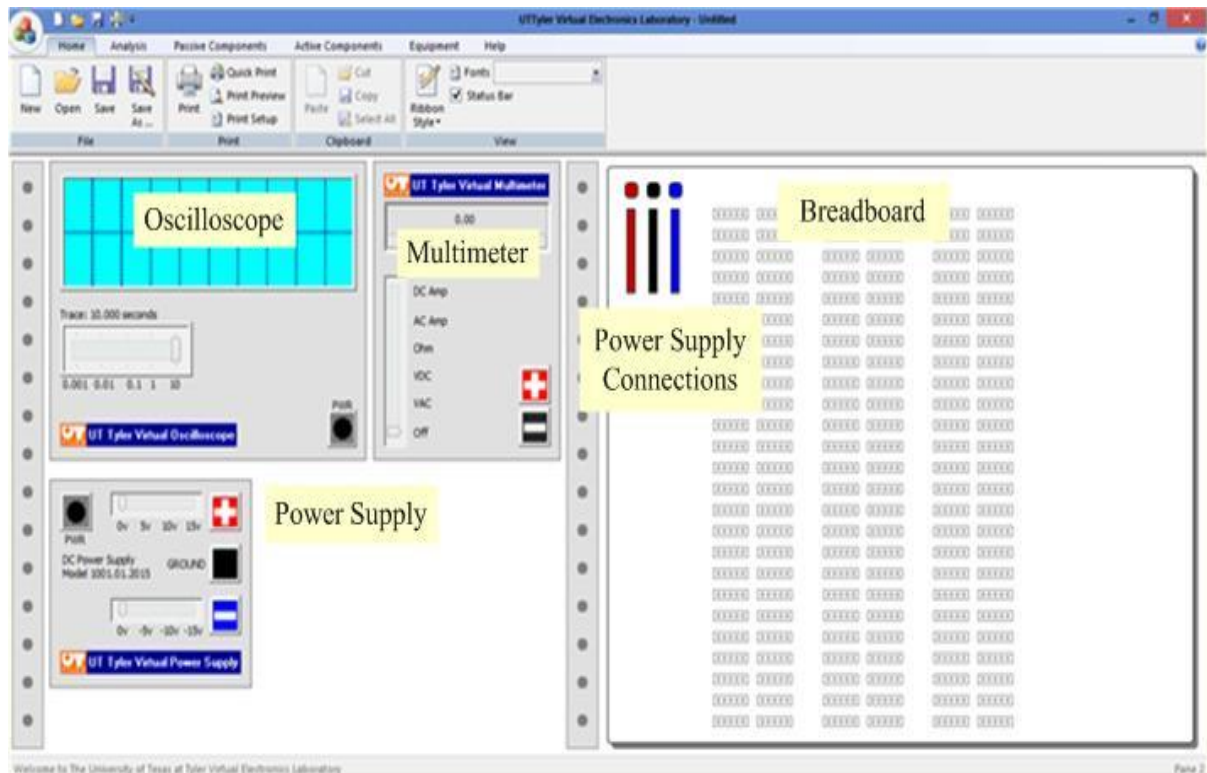 UTTyler Virtual Electronics Laboratory - Untitled
Home Analysis Passive Components Active Components Equipment Help
New
Open
Save
Save As ...
File
Print
Quick Print
Print Preview
Print Setup
Print
Paste
Cut
Copy
Select All
Clipboard
Ribbon
Style
Fonts
Status Bar
View
Oscilloscope
Trace: 10.000 seconds
0.001 0.01 0.1 1 10
PWR
UT Tyler Virtual Oscilloscope
UT Tyler Virtual Multimeter
0.00
Multimeter
DC Amp
AC Amp
Ohm
VDC
VAC
Off
Power Supply
PWR
0v 5v 10v 15v
DC Power Supply
Model 1001.01.2015
GROUND
0v -5v -10v -15v
UT Tyler Virtual Power Supply
Breadboard
Power Supply
Connections
Welcome to The University of Texas at Tyler Virtual Electronics Laboratory
Pane 2